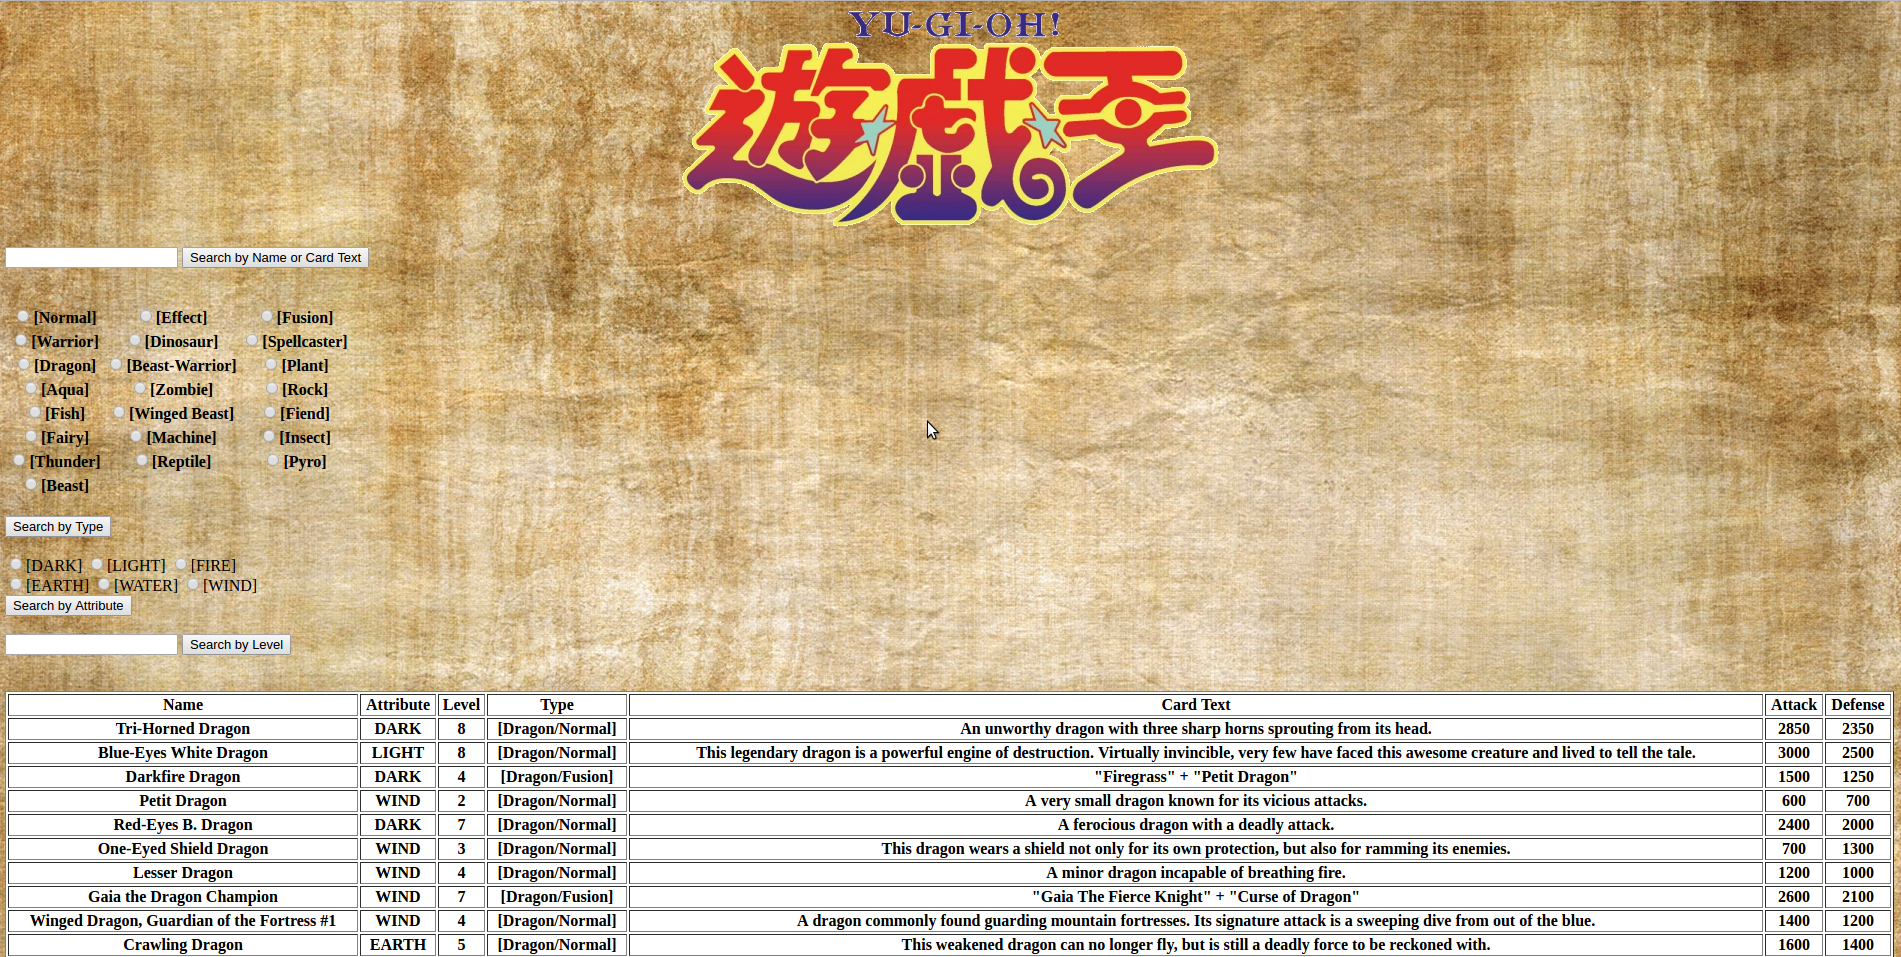 YU-GI-OH!
遊戯王
Search by Name or Card Text
[Normal] [Effect] [Fusion]
[Warrior] [Dinosaur] [Spellcaster]
[Dragon] [Beast-Warrior] [Plant]
[Aqua] [Zombie] [Rock]
[Fish] [Winged Beast] [Fiend]
[Fairy] [Machine] [Insect]
[Thunder] [Reptile] [Pyro]
[Beast]
Search by Type
[DARK] [LIGHT] [FIRE]
[EARTH] [WATER] [WIND]
Search by Attribute
Search by Level
Name Attribute Level Type Card Text Attack Defense
Tri-Horned Dragon DARK 8 [Dragon/Normal] An unworthy dragon with three sharp horns sprouting from its head. 2850 2350
Blue-Eyes White Dragon LIGHT 8 [Dragon/Normal] This legendary dragon is a powerful engine of destruction. Virtually invincible, very few have faced this awesome creature and lived to tell the tale. 3000 2500
Darkfire Dragon DARK 4 [Dragon/Fusion] "Firegrass" + "Petit Dragon" 1500 1250
Petit Dragon WIND 2 [Dragon/Normal] A very small dragon known for its vicious attacks. 600 700
Red-Eyes B. Dragon DARK 7 [Dragon/Normal] A ferocious dragon with a deadly attack. 2400 2000
One-Eyed Shield Dragon WIND 3 [Dragon/Normal] This dragon wears a shield not only for its own protection, but also for ramming its enemies. 700 1300
Lesser Dragon WIND 4 [Dragon/Normal] A minor dragon incapable of breathing fire. 1200 1000
Gaia the Dragon Champion WIND 7 [Dragon/Fusion] "Gaia The Fierce Knight" + "Curse of Dragon" 2600 2100
Winged Dragon, Guardian of the Fortress #1 WIND 4 [Dragon/Normal] A dragon commonly found guarding mountain fortresses. Its signature attack is a sweeping dive from out of the blue. 1400 1200
Crawling Dragon EARTH 5 [Dragon/Normal] This weakened dragon can no longer fly, but is still a deadly force to be reckoned with. 1600 1400